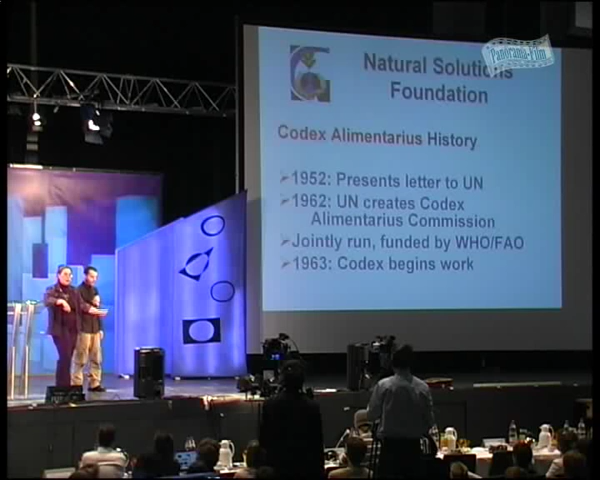 Panorama-Film
Natural Solutions
Foundation
Codex Alimentarius History
➢1952: Presents letter to UN
➢1962: UN creates Codex
Alimentarius Commission
➢Jointly run, funded by WHO/FAO
➢1963: Codex begins work